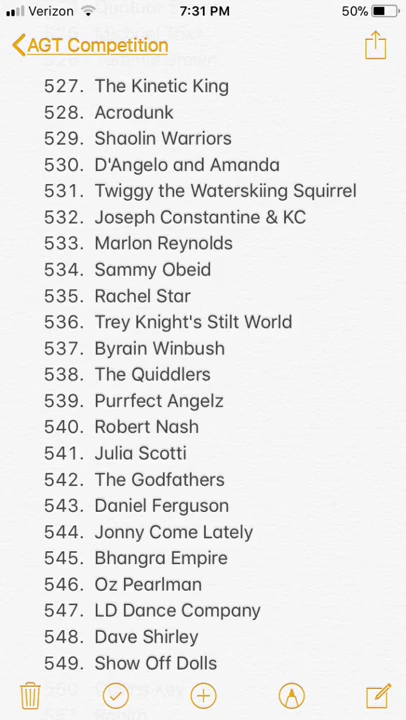 Verizon 7:31 PM 50%
AGT Competition
527. The Kinetic King
528. Acrodunk
529. Shaolin Warriors
530. D'Angelo and Amanda
531. Twiggy the Waterskiing Squirrel
532. Joseph Constantine & KC
533. Marlon Reynolds
534. Sammy Obeid
535. Rachel Star
536. Trey Knight's Stilt World
537. Byrain Winbush
538. The Quiddlers
539. Purrfect Angelz
540. Robert Nash
541. Julia Scotti
542. The Godfathers
543. Daniel Ferguson
544. Jonny Come Lately
545. Bhangra Empire
546. Oz Pearlman
547. LD Dance Company
548. Dave Shirley
549. Show Off Dolls